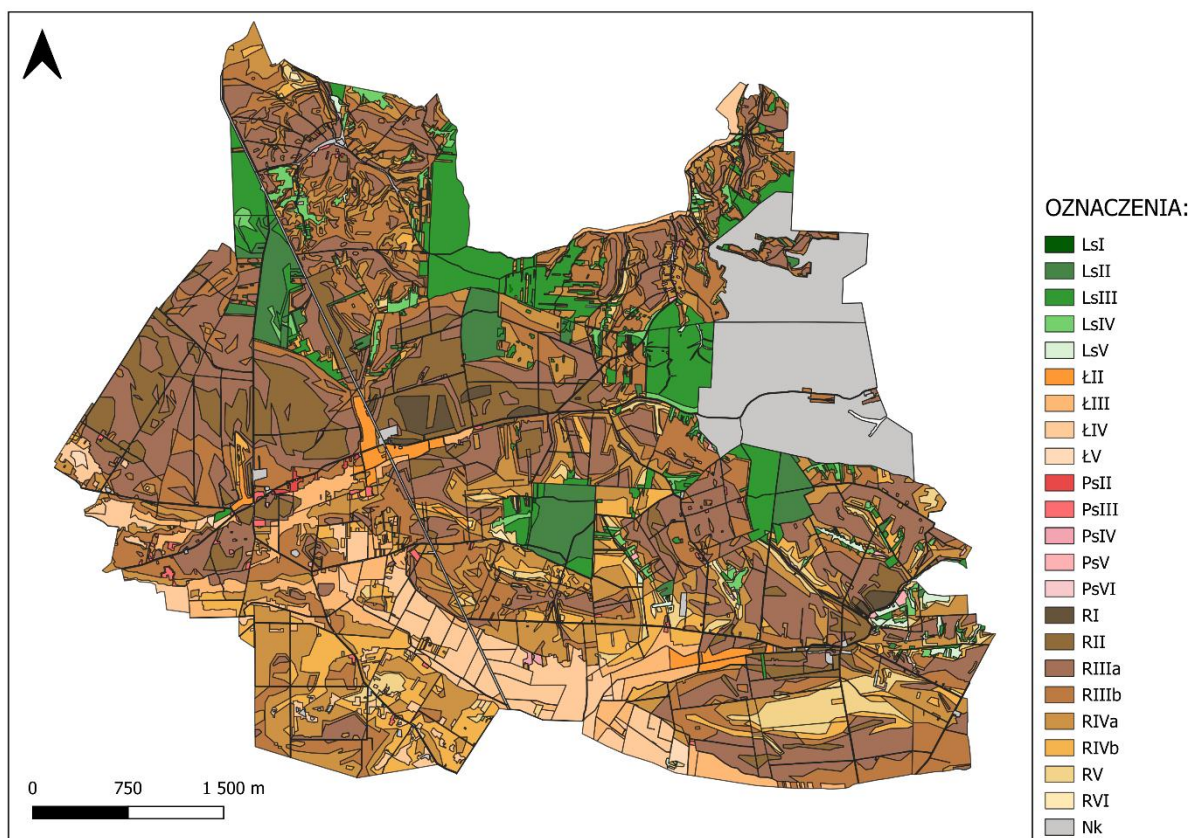 OZNACZENIA:
LsI
LsII
LsIII
LsIV
LsV
ŁII
ŁIII
ŁIV
ŁV
PsII
PsIII
PsIV
PsV
PsVI
RI
RII
RIIIa
RIIIb
RIVa
RIVb
RV
RVI
Nk
0 750 1 500 m